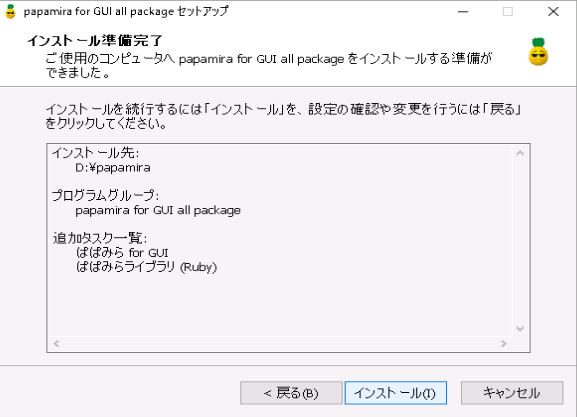 papamira for GUI all package セットアップ
インストール準備完了
ご使用のコンピュータへ papamira for GUI all package をインストールする準備が
できました。
インストールを続行するには「インストール」を、設定の確認や変更を行うには「戻る」
をクリックしてください。
インストール先:
D:¥papamira
プログラムグループ:
papamira for GUI all package
追加タスク一覧:
ぱぱみら for GUI
ぱぱみらライブラリ (Ruby)
< 戻る(B) インストール(I) キャンセル